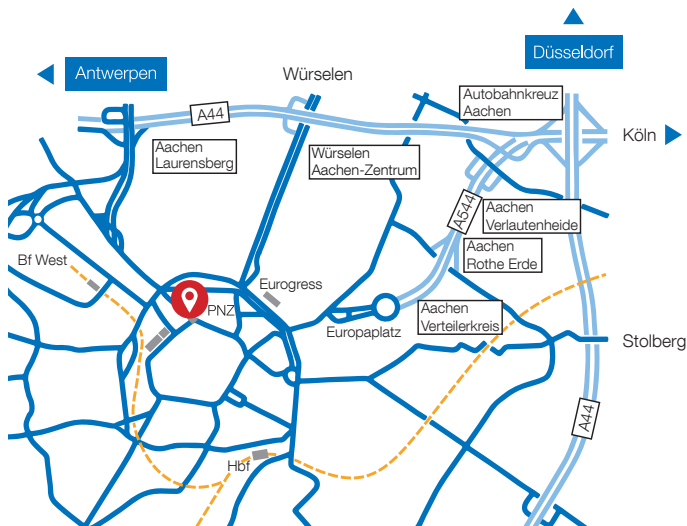 Düsseldorf
Antwerpen
Würselen
Autobahnkreuz
Aachen
A44
Köln
Aachen
Laurensberg
Würselen
Aachen-Zentrum
A544
Aachen
Verlautenheide
Aachen
Rothe Erde
Bf West
Eurogress
PNZ
Europaplatz
Aachen
Verteilerkreis
Stolberg
A44
Hbf